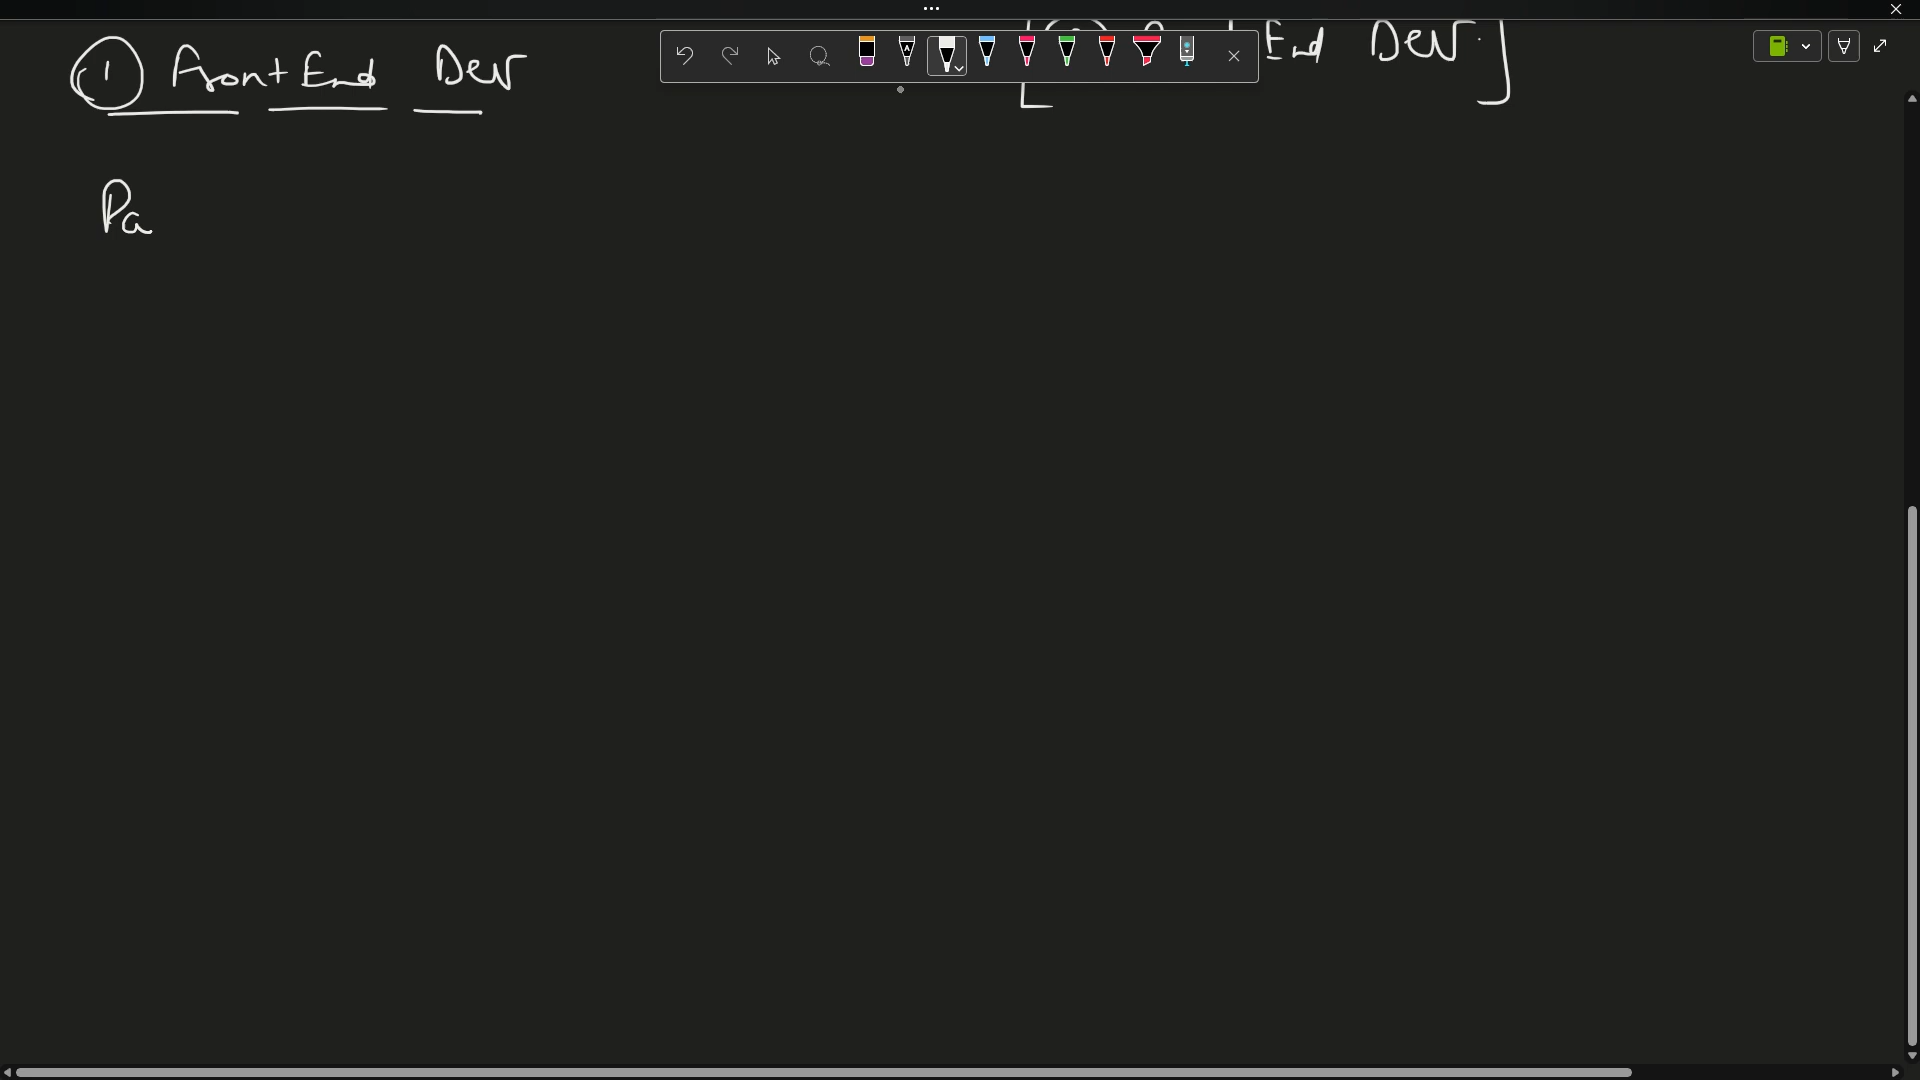 ① Front End Dev
End Dev.]
Pa